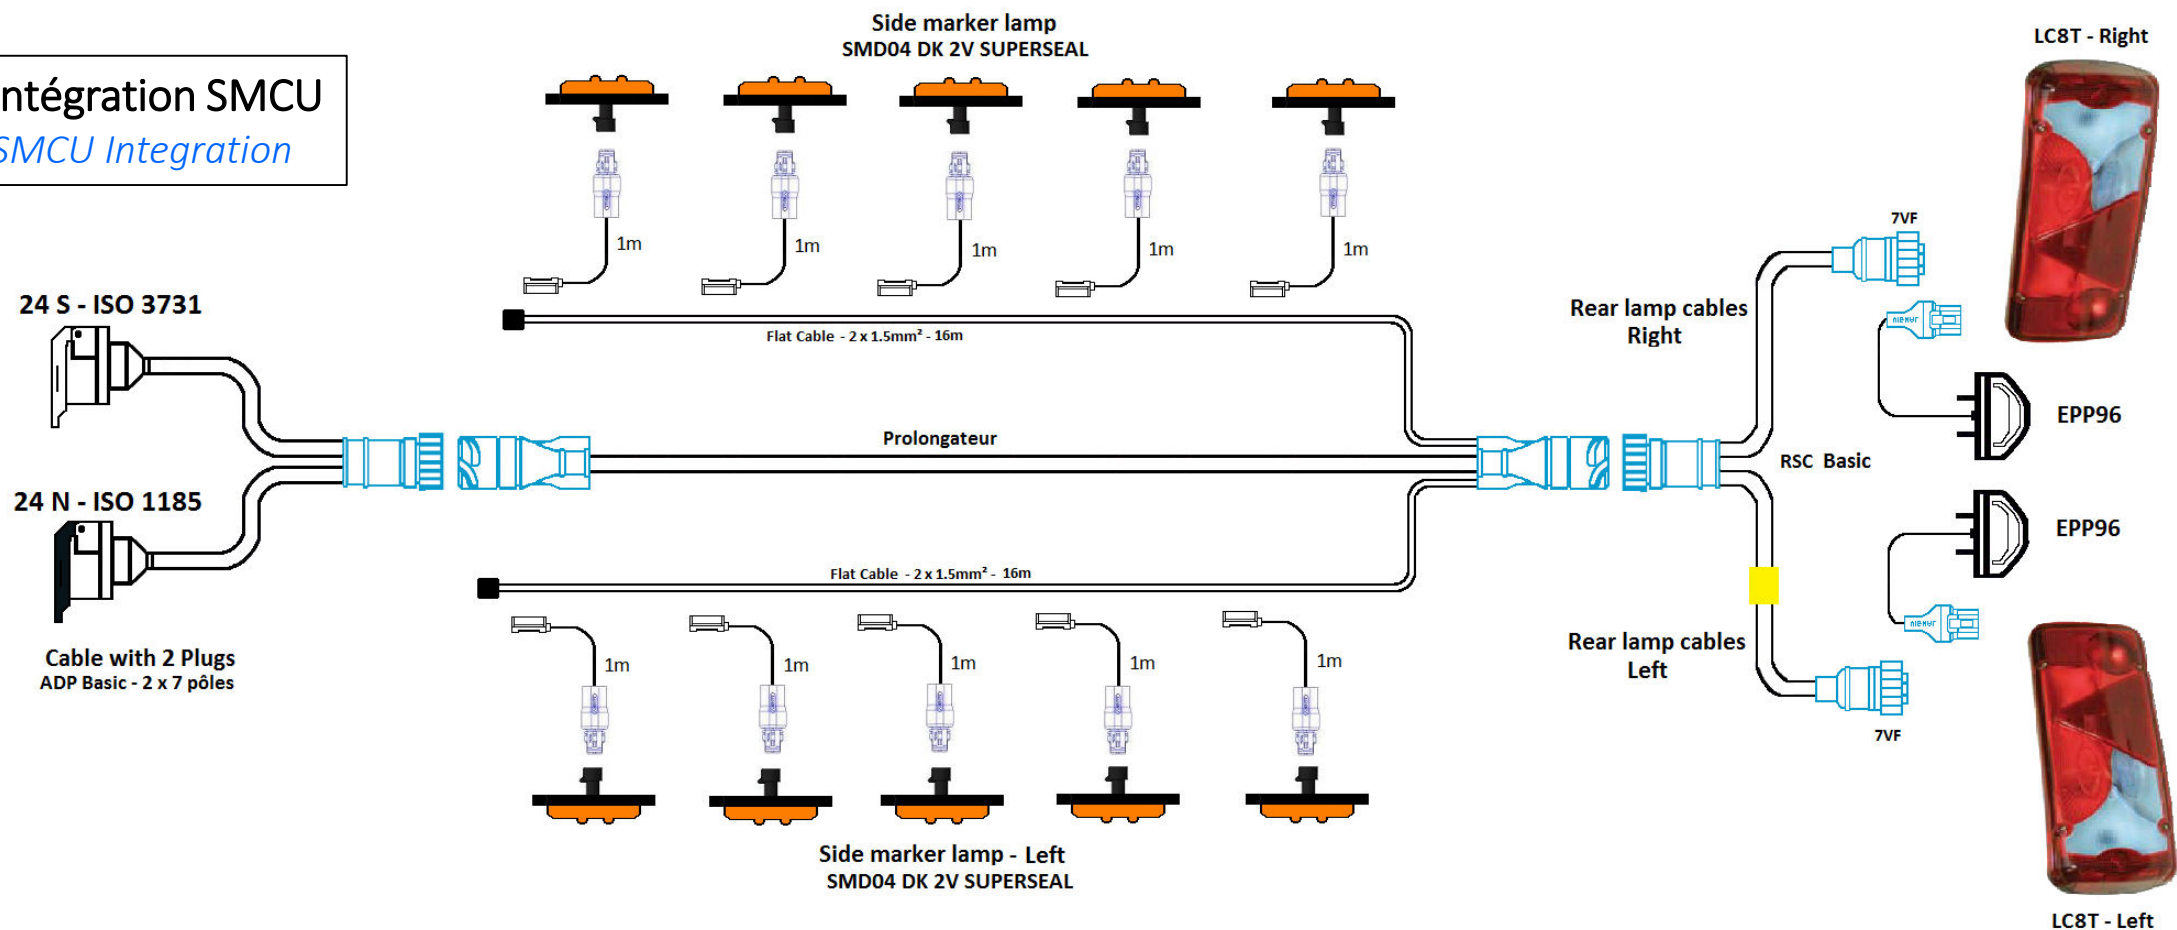 ntégration SMCU
SMCU Integration
Side marker lamp
SMD04 DK 2V SUPERSEAL
LC8T - Right
1m
1m
1m
1m
1m
7VF
24 S - ISO 3731
Rear lamp cables
Right
Flat Cable - 2 x 1.5mm² - 16m
EPP96
Prolongateur
RSC Basic
24 N - ISO 1185
EPP96
Flat Cable - 2 x 1.5mm² - 16m
Rear lamp cables
Left
Cable with 2 Plugs
ADP Basic - 2 x 7 pôles
1m
1m
1m
1m
1m
7VF
Side marker lamp - Left
SMD04 DK 2V SUPERSEAL
LC8T - Left